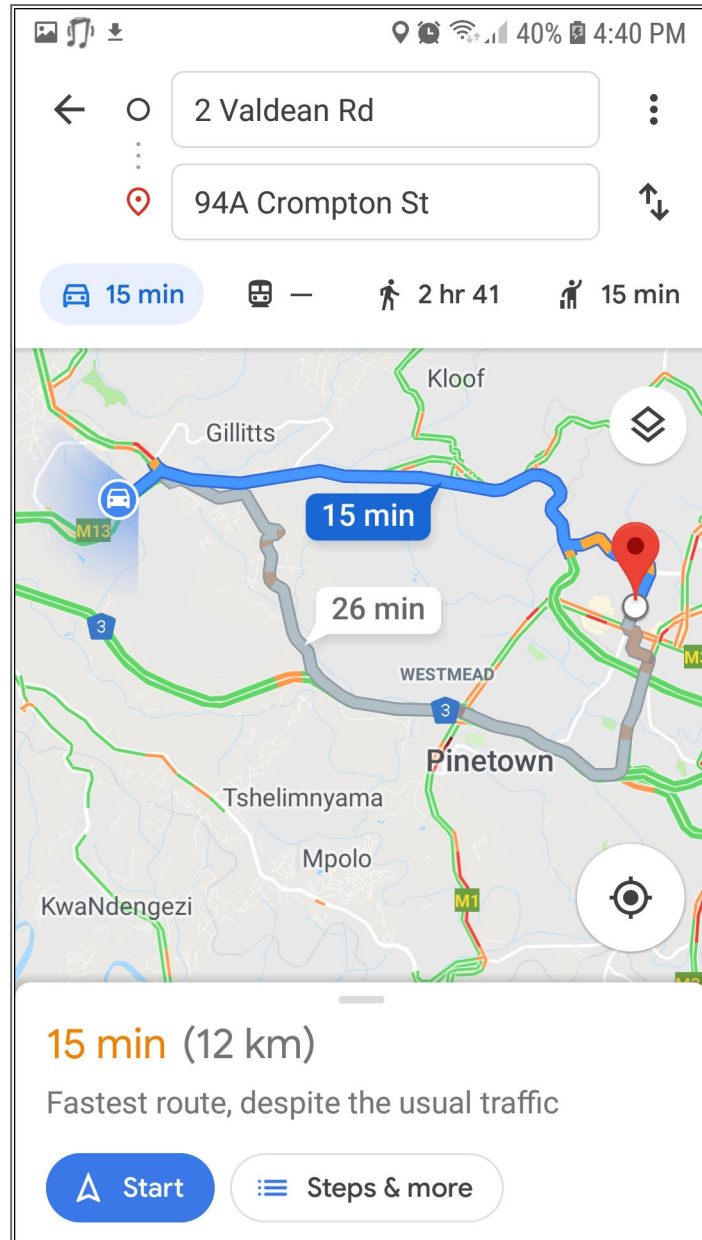 40% 4:40 PM
2 Valdean Rd
94A Crompton St
15 min — 2 hr 41 15 min
Kloof
Gillitts
15 min
M13
26 min
3
WESTMEAD
3
Pinetown
Tshelimnyama
Mpolo
KwaNdengezi
M1
15 min (12 km)
Fastest route, despite the usual traffic
Start Steps & more